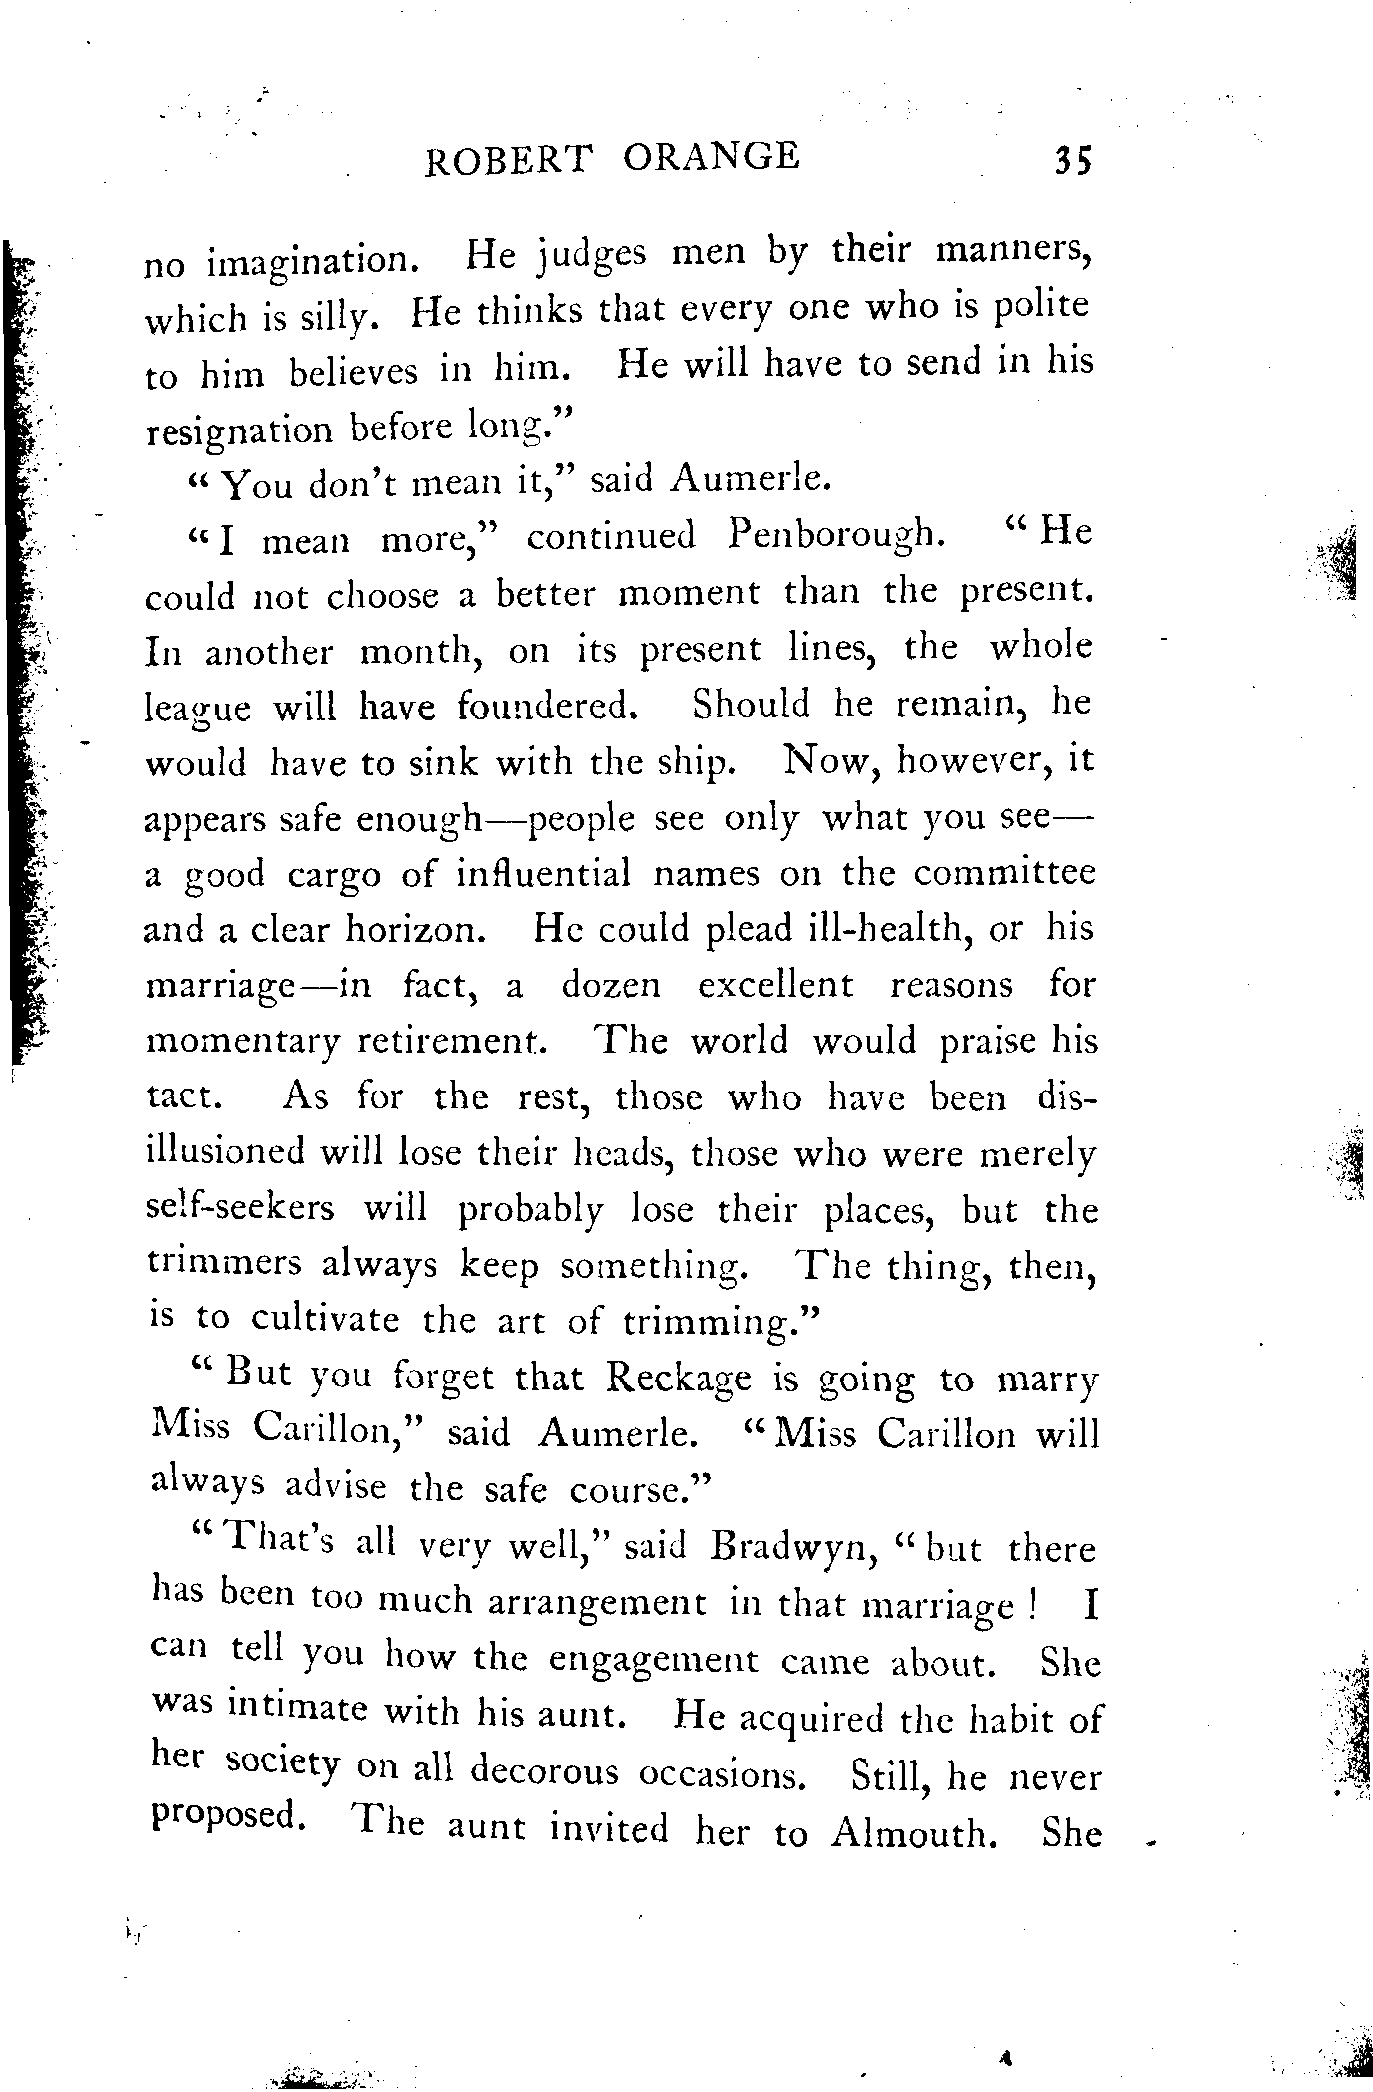 ROBERT ORANGE 35
no imagination. He judges men by their manners,
which is silly. He thinks that every one who is polite
to him believes in him. He will have to send in his
resignation before long.”
“ You don’t mean it,” said Aumerle.
“ I mean more,” continued Penborough. “ He
could not choose a better moment than the present.
In another month, on its present lines, the whole
league will have foundered. Should he remain, he
would have to sink with the ship. Now, however, it
appears safe enough—people see only what you see—
a good cargo of influential names on the committee
and a clear horizon. He could plead ill-health, or his
marriage—in fact, a dozen excellent reasons for
momentary retirement. The world would praise his
tact. As for the rest, those who have been dis-
illusioned will lose their heads, those who were merely
self-seekers will probably lose their places, but the
trimmers always keep something. The thing, then,
is to cultivate the art of trimming.”
“ But you forget that Reckage is going to marry
Miss Carillon,” said Aumerle. “ Miss Carillon will
always advise the safe course.”
“ That’s all very well,” said Bradwyn, “ but there
has been too much arrangement in that marriage ! I
can tell you how the engagement came about. She
was intimate with his aunt. He acquired the habit of
her society on all decorous occasions. Still, he never
proposed. The aunt invited her to Almouth. She